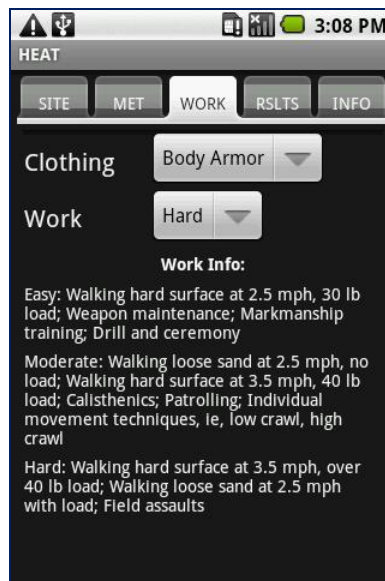 3:08 PM
HEAT
SITE MET WORK RSLTS INFO
Clothing Body Armor
Work Hard
Work Info:
Easy: Walking hard surface at 2.5 mph, 30 lb
load; Weapon maintenance; Markmanship
training; Drill and ceremony
Moderate: Walking loose sand at 2.5 mph, no
load; Walking hard surface at 3.5 mph, 40 lb
load; Calisthenics; Patrolling; Individual
movement techniques, ie, low crawl, high
crawl
Hard: Walking hard surface at 3.5 mph, over
40 lb load; Walking loose sand at 2.5 mph
with load; Field assaults